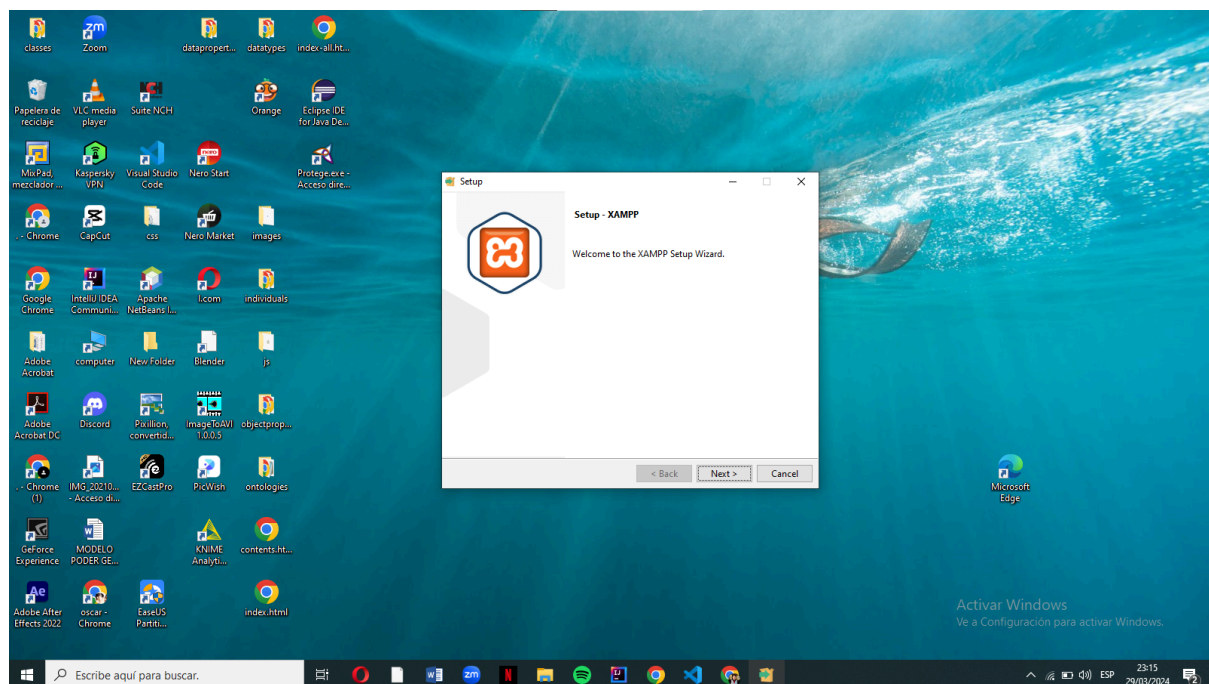 classes
Zoom
datapropert...
datatypes
index-all.ht...
Papelera de
reciclaje
VLC media
player
Suite NCH
Orange
Eclipse IDE
for Java De...
MixPad,
mezclador ...
Kaspersky
VPN
Visual Studio
Code
Nero Start
Protege.exe -
Acceso dire...
. - Chrome
CapCut
css
Nero Market
images
Google
Chrome
IntelliJ IDEA
Communi...
Apache
NetBeans I...
I.com
individuals
Adobe
Acrobat
computer
New Folder
Blender
js
Adobe
Acrobat DC
Discord
Pixillion,
convertid...
ImageToAVI
1.0.0.5
objectprop...
. - Chrome
(1)
IMG_20210...
- Acceso di...
EZCastPro
PicWish
ontologies
GeForce
Experience
MODELO
PODER GE...
KNIME
Analyti...
contents.ht...
Adobe After
Effects 2022
oscar -
Chrome
EaseUS
Partiti...
index.html
Setup
Setup - XAMPP
Welcome to the XAMPP Setup Wizard.
< Back
Next >
Cancel
Microsoft
Edge
Activar Windows
Ve a Configuración para activar Windows.
Escribe aquí para buscar.
ESP
23:15
29/03/2024